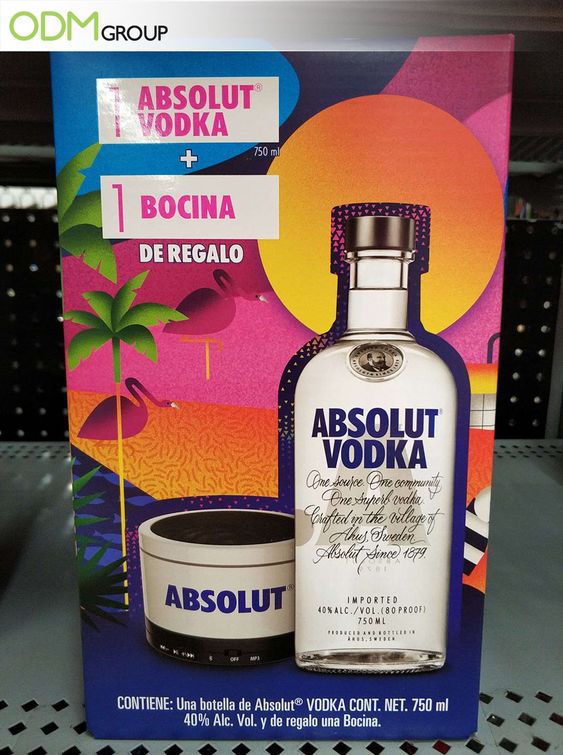 ODM GROUP
1 ABSOLUT®
VODKA
750 ml
+
1 BOCINA
DE REGALO
ABSOLUT
VODKA
One source One community
One superb vodka
Crafted in the village of
Åhus, Sweden
Absolut Since 1879.
IMPORTED
40% ALC./VOL.(80 PROOF)
750ML
PRODUCED AND BOTTLED IN
ÅHUS, SWEDEN.
ABSOLUT®
OFF MP3
CONTIENE: Una botella de Absolut® VODKA CONT. NET. 750 ml
40% Alc. Vol. y de regalo una Bocina.